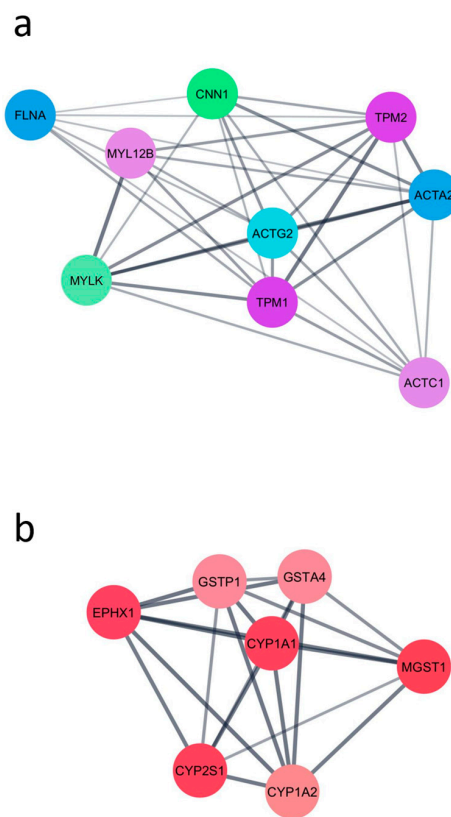 a
CNN1
FLNA
TPM2
MYL12B
ACTA2
ACTG2
MYLK
TPM1
ACTC1
b
GSTP1
GSTA4
EPHX1
CYP1A1
MGST1
CYP2S1
CYP1A2